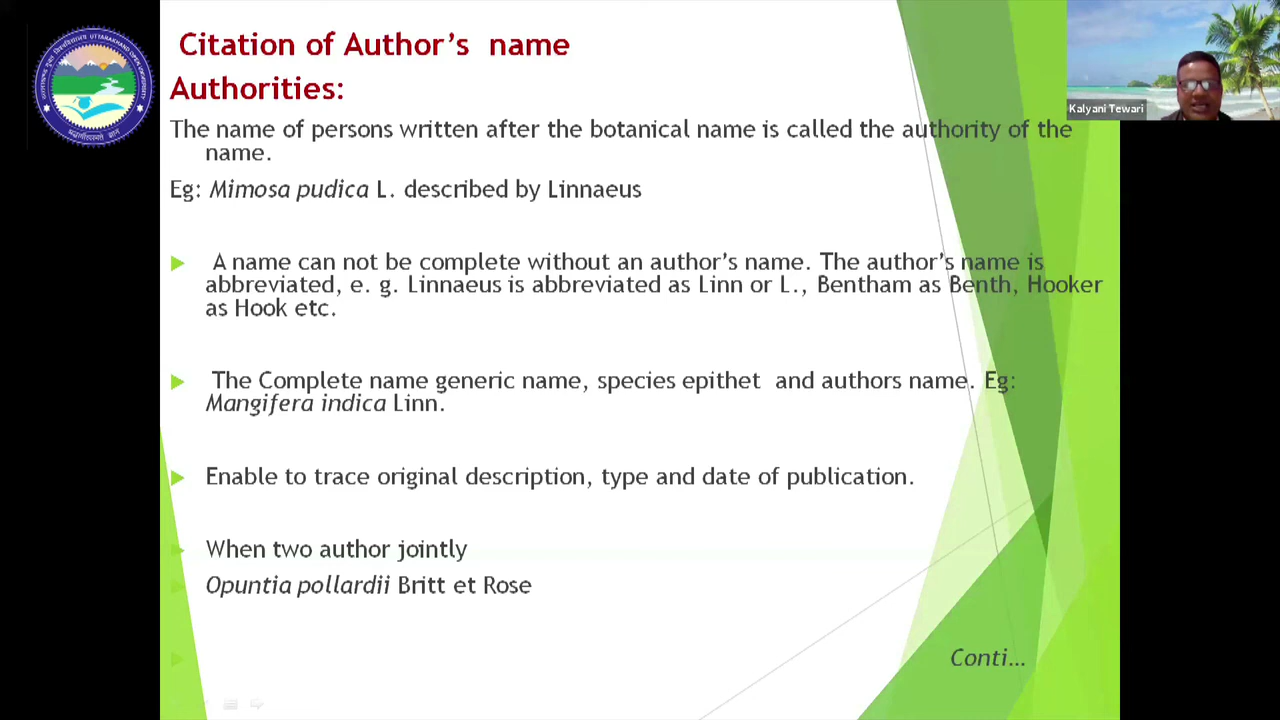 Citation of Author’s name
Authorities:
The name of persons written after the botanical name is called the authority of the
name.
Eg: Mimosa pudica L. described by Linnaeus
A name can not be complete without an author’s name. The author’s name is
abbreviated, e. g. Linnaeus is abbreviated as Linn or L., Bentham as Benth, Hooker
as Hook etc.
The Complete name generic name, species epithet and authors name. Eg:
Mangifera indica Linn.
Enable to trace original description, type and date of publication.
When two author jointly
Opuntia pollardii Britt et Rose
Conti…
Kalyani Tewari
UTTARAKHAND OPEN UNIVERSITY